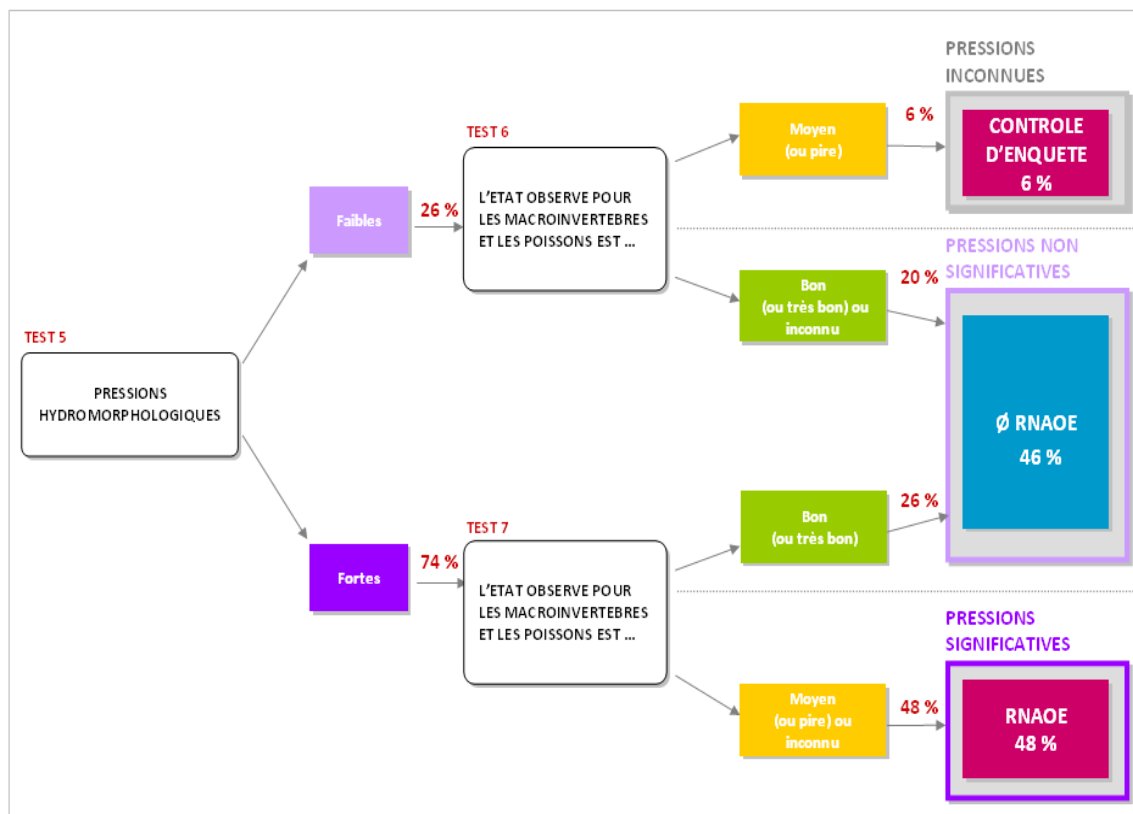 PRESSIONS
INCONNUES
6 %
CONTROLE
D'ENQUETE
6 %
Moyen
(ou pire)
TEST 6
L'ETAT OBSERVE POUR
LES MACROINVERTEBRES
ET LES POISSONS EST ...
Faibles
26 %
PRESSIONS NON
SIGNIFICATIVES
Bon
(ou très bon) ou
inconnu
20 %
TEST 5
PRESSIONS
HYDROMORPHOLOGIQUES
Ø RNAOE
46 %
Bon
(ou très bon)
26 %
TEST 7
L'ETAT OBSERVE POUR
LES MACROINVERTEBRES
ET LES POISSONS EST ...
Fortes
74 %
PRESSIONS
SIGNIFICATIVES
Moyen
(ou pire) ou
inconnu
48 %
RNAOE
48 %